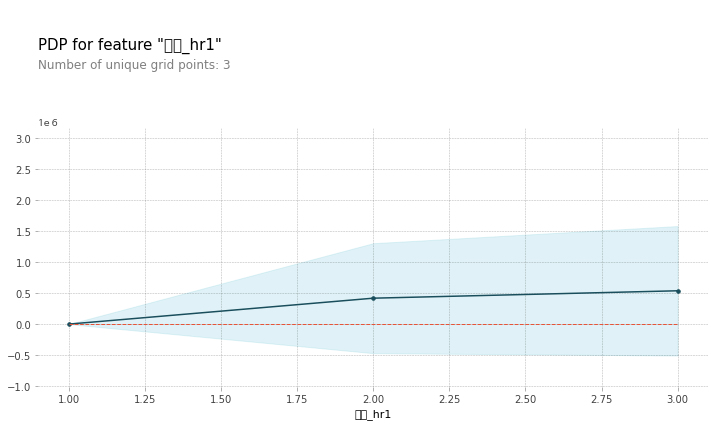 PDP for feature "▯▯_hr1"
Number of unique grid points: 3
1e6
3.0
2.5
2.0
1.5
1.0
0.5
0.0
−0.5
−1.0
1.00 1.25 1.50 1.75 2.00 2.25 2.50 2.75 3.00
▯▯_hr1